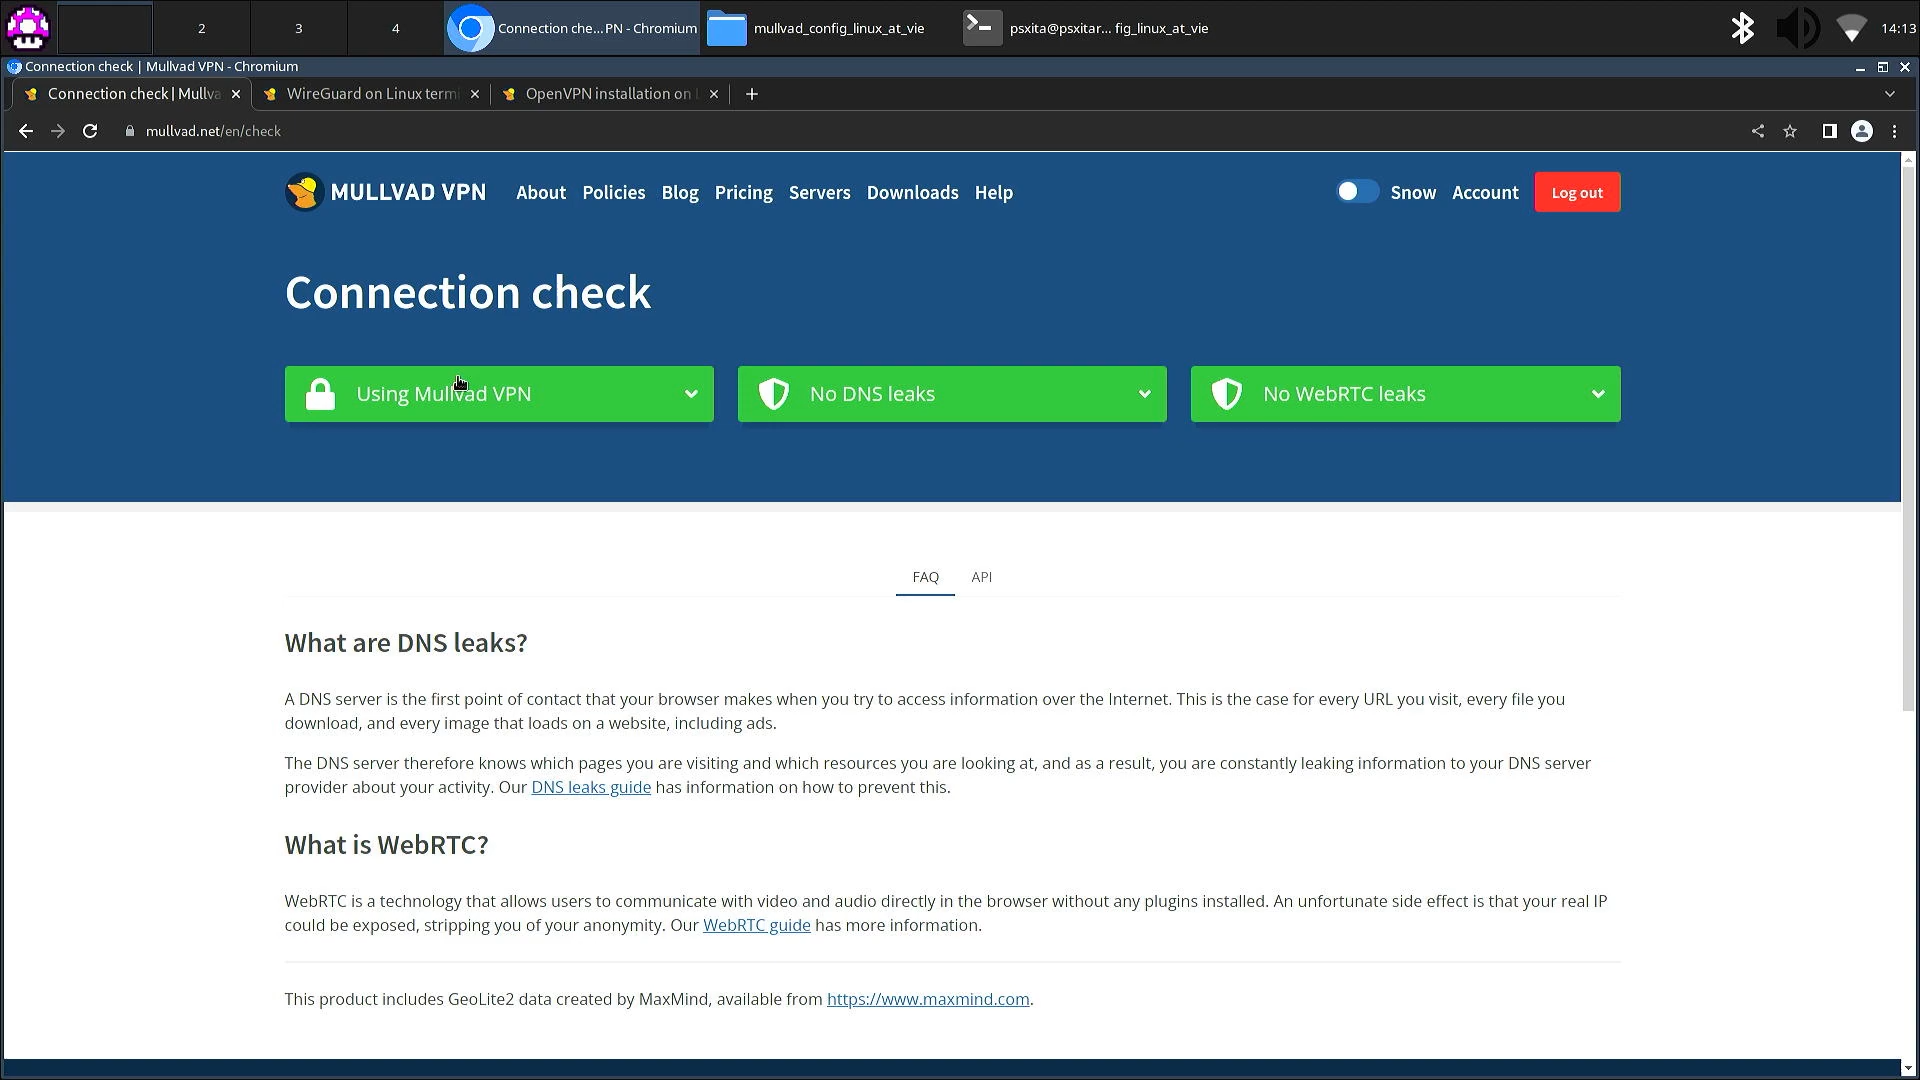 2
3
4
Connection che...PN - Chromium
mullvad_config_linux_at_vie
psxita@psxitar... fig_linux_at_vie
14:13
Connection check | Mullvad VPN - Chromium
Connection check | Mullva
WireGuard on Linux termi
OpenVPN installation on
mullvad.net/en/check
MULLVAD VPN
About
Policies
Blog
Pricing
Servers
Downloads
Help
Snow
Account
Log out
Connection check
Using Mullvad VPN
No DNS leaks
No WebRTC leaks
FAQ
API
What are DNS leaks?
A DNS server is the first point of contact that your browser makes when you try to access information over the Internet. This is the case for every URL you visit, every file you
download, and every image that loads on a website, including ads.
The DNS server therefore knows which pages you are visiting and which resources you are looking at, and as a result, you are constantly leaking information to your DNS server
provider about your activity. Our DNS leaks guide has information on how to prevent this.
What is WebRTC?
WebRTC is a technology that allows users to communicate with video and audio directly in the browser without any plugins installed. An unfortunate side effect is that your real IP
could be exposed, stripping you of your anonymity. Our WebRTC guide has more information.
This product includes GeoLite2 data created by MaxMind, available from https://www.maxmind.com.